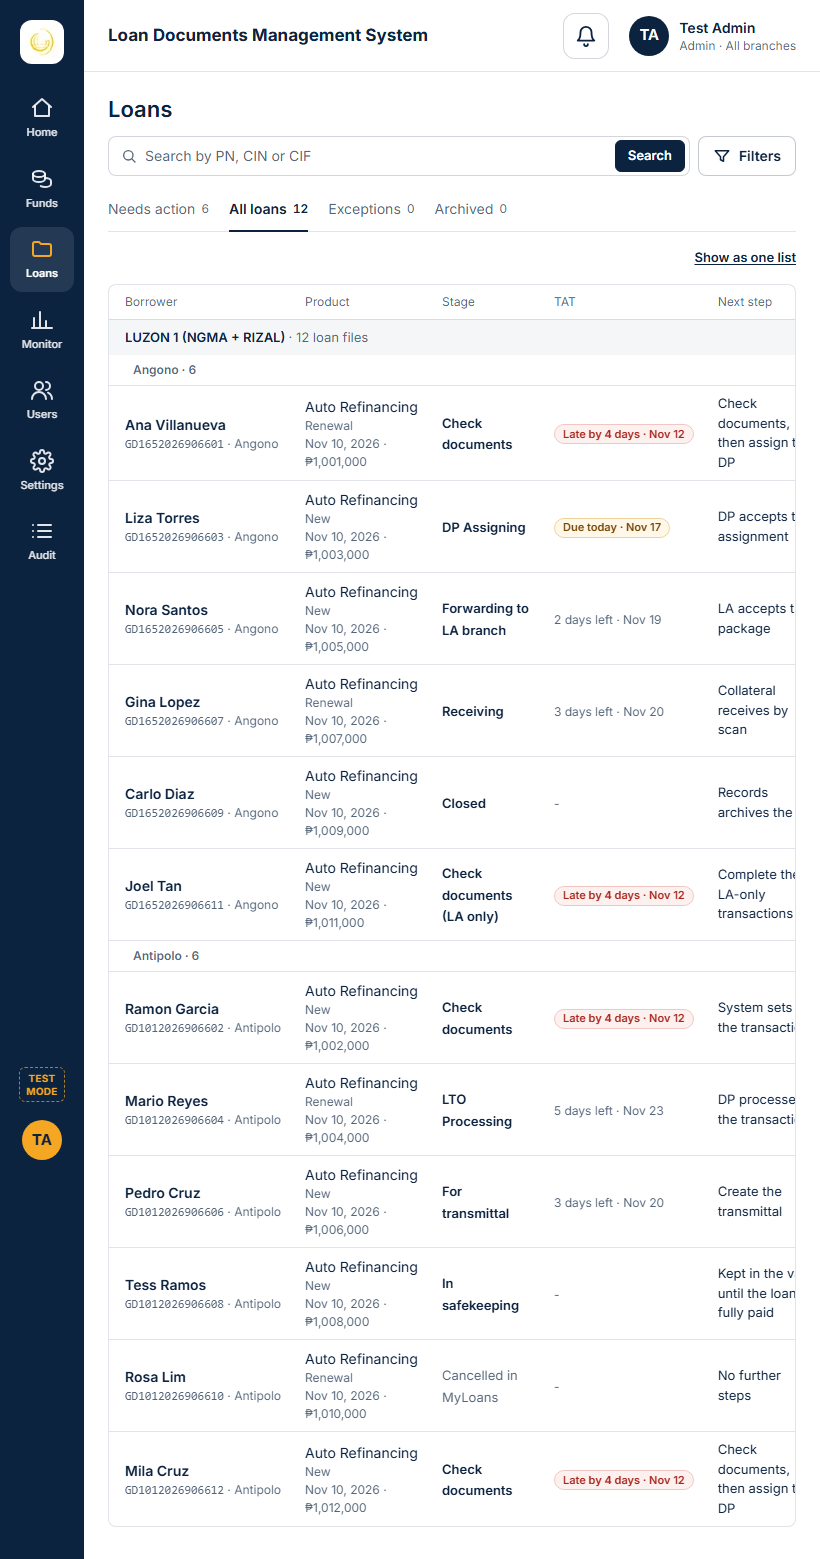 Loan Documents Management System
TA
Test Admin
Admin · All branches
Home
Funds
Loans
Monitor
Users
Settings
Audit
TEST
MODE
TA
Loans
Search by PN, CIN or CIF
Search
Filters
Needs action 6
All loans 12
Exceptions 0
Archived 0
Show as one list
Borrower
Product
Stage
TAT
Next step
LUZON 1 (NGMA + RIZAL) · 12 loan files
Angono · 6
Ana Villanueva
GD1652026906601 · Angono
Auto Refinancing
Renewal
Nov 10, 2026 ·
₱1,001,000
Check
documents
Late by 4 days · Nov 12
Check
documents,
then assign t
DP
Liza Torres
GD1652026906603 · Angono
Auto Refinancing
New
Nov 10, 2026 ·
₱1,003,000
DP Assigning
Due today · Nov 17
DP accepts t
assignment
Nora Santos
GD1652026906605 · Angono
Auto Refinancing
New
Nov 10, 2026 ·
₱1,005,000
Forwarding to
LA branch
2 days left · Nov 19
LA accepts t
package
Gina Lopez
GD1652026906607 · Angono
Auto Refinancing
Renewal
Nov 10, 2026 ·
₱1,007,000
Receiving
3 days left · Nov 20
Collateral
receives by
scan
Carlo Diaz
GD1652026906609 · Angono
Auto Refinancing
New
Nov 10, 2026 ·
₱1,009,000
Closed
-
Records
archives the
Joel Tan
GD1652026906611 · Angono
Auto Refinancing
New
Nov 10, 2026 ·
₱1,011,000
Check
documents
(LA only)
Late by 4 days · Nov 12
Complete the
LA-only
transactions
Antipolo · 6
Ramon Garcia
GD1012026906602 · Antipolo
Auto Refinancing
New
Nov 10, 2026 ·
₱1,002,000
Check
documents
Late by 4 days · Nov 12
System sets
the transacti
Mario Reyes
GD1012026906604 · Antipolo
Auto Refinancing
Renewal
Nov 10, 2026 ·
₱1,004,000
LTO
Processing
5 days left · Nov 23
DP processe
the transacti
Pedro Cruz
GD1012026906606 · Antipolo
Auto Refinancing
New
Nov 10, 2026 ·
₱1,006,000
For
transmittal
3 days left · Nov 20
Create the
transmittal
Tess Ramos
GD1012026906608 · Antipolo
Auto Refinancing
New
Nov 10, 2026 ·
₱1,008,000
In
safekeeping
-
Kept in the v
until the loan
fully paid
Rosa Lim
GD1012026906610 · Antipolo
Auto Refinancing
Renewal
Nov 10, 2026 ·
₱1,010,000
Cancelled in
MyLoans
-
No further
steps
Mila Cruz
GD1012026906612 · Antipolo
Auto Refinancing
New
Nov 10, 2026 ·
₱1,012,000
Check
documents
Late by 4 days · Nov 12
Check
documents,
then assign t
DP